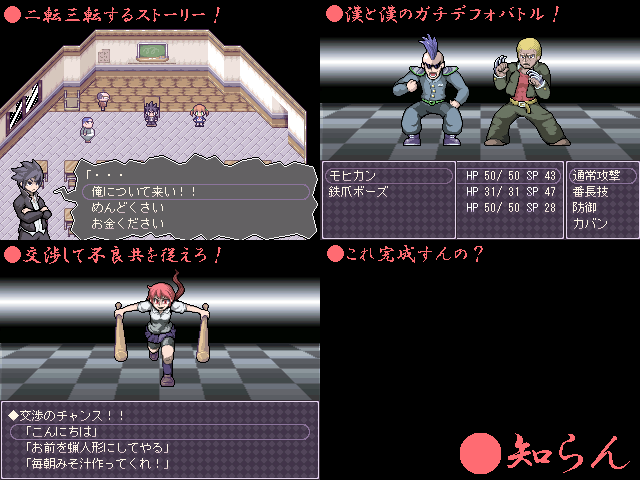 ●二転三転するストーリー！
「・・・
俺について来い！！
めんどくさい
お金ください
●漢と漢のガチデフォバトル！
モヒカン HP 50/ 50 SP 43
鉄爪ボーズ HP 31/ 31 SP 47
HP 50/ 50 SP 28
通常攻撃
番長技
防御
カバン
●交渉して不良共を従えろ！
◆交渉のチャンス！！
「こんにちは」
「お前を蝋人形にしてやる」
「毎朝みそ汁作ってくれ！」
●これ完成すんの？
●知らん